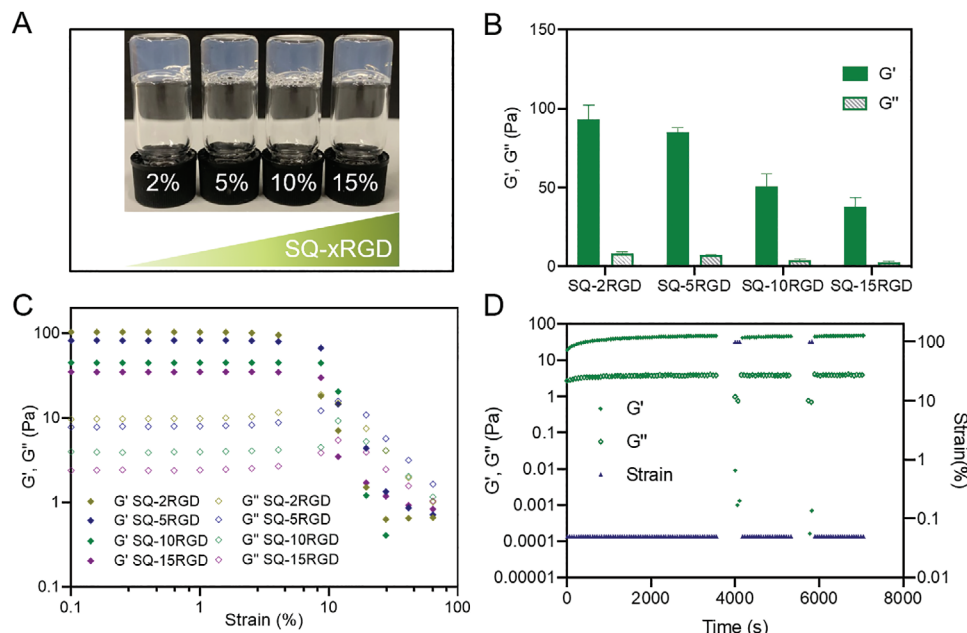 A
2% 5% 10% 15%
SQ-xRGD
B
150
100
50
0
G', G'' (Pa)
G'
G''
SQ-2RGD SQ-5RGD SQ-10RGD SQ-15RGD
C
100
10
1
0.1
G', G'' (Pa)
G' SQ-2RGD G'' SQ-2RGD
G' SQ-5RGD G'' SQ-5RGD
G' SQ-10RGD G'' SQ-10RGD
G' SQ-15RGD G'' SQ-15RGD
0.1 1 10 100
Strain (%)
D
100
10
1
0.1
0.01
0.001
0.0001
0.00001
G', G'' (Pa)
G'
G''
Strain
100
10
1
0.1
0.01
Strain(%)
0 2000 4000 6000 8000
Time (s)